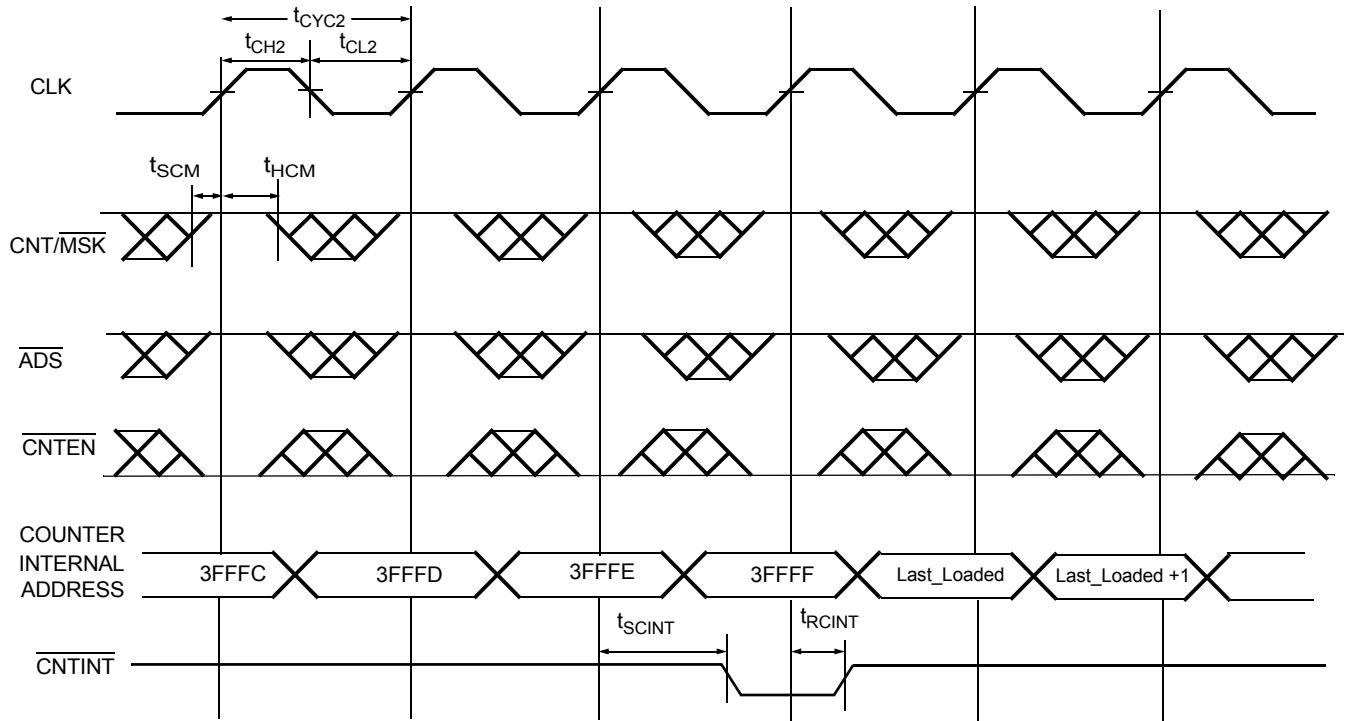 tCYC2
tCH2 tCL2
CLK
tSCM tHCM
CNT/MSK
ADS
CNTEN
COUNTER
INTERNAL
ADDRESS
3FFFC 3FFFD 3FFFE 3FFFF Last_Loaded Last_Loaded +1
tSCINT tRCINT
CNTINT